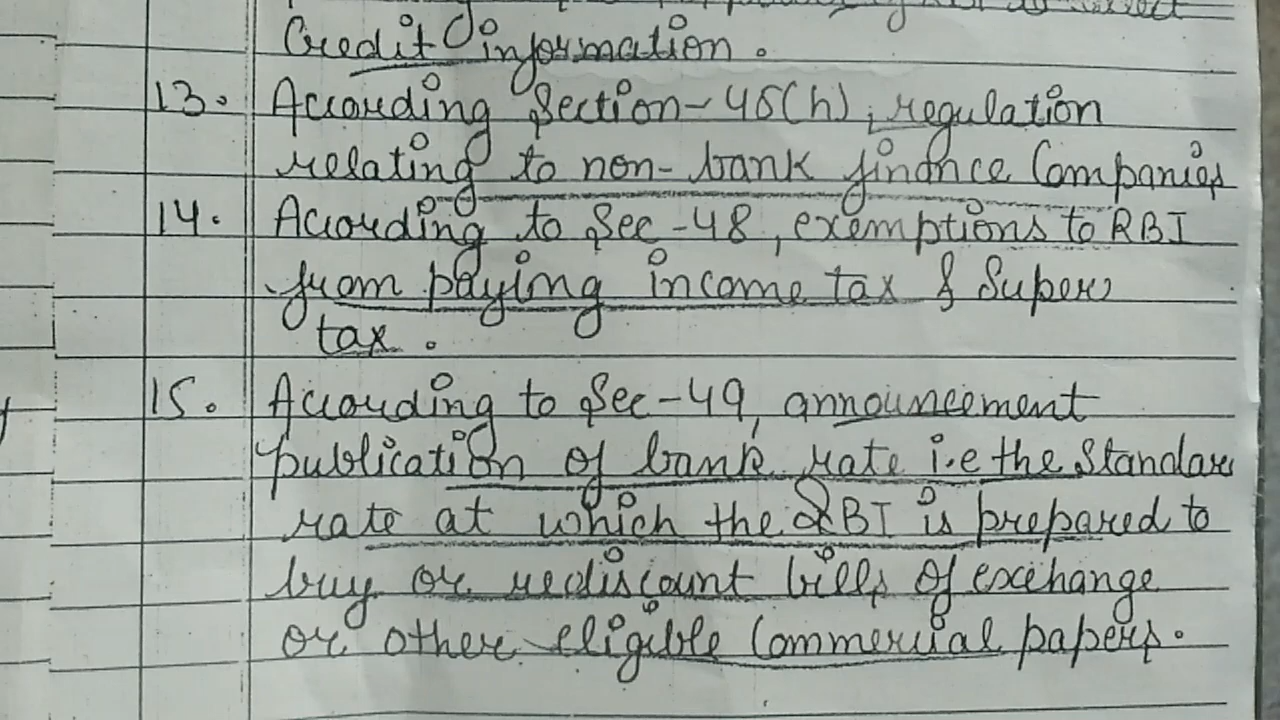 Credit information.
13. According Section-45(h), regulation
relating to non-bank finance Companies
14. According to Sec-48, exemptions to RBI
from paying income tax & Super
tax.
15. According to Sec-49, announcement
publication of bank rate i.e the Standar
rate at which the RBI is prepared to
buy or rediscount bills of exchange
or other eligible Commercial papers.